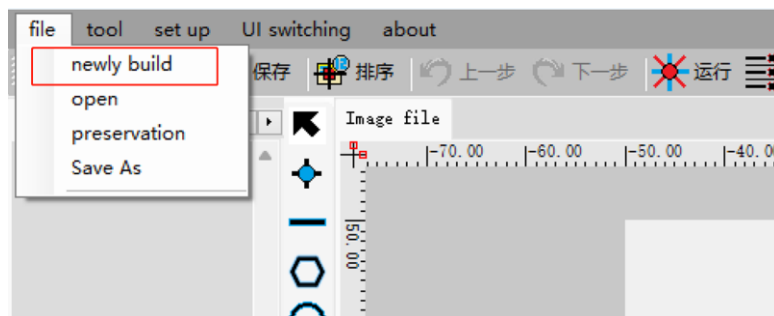 file tool set up UI switching about
newly build
保存 排序 上一步 下一步 运行
open
preservation
Save As
Image file
-70.00 -60.00 -50.00 -40.0
50.00